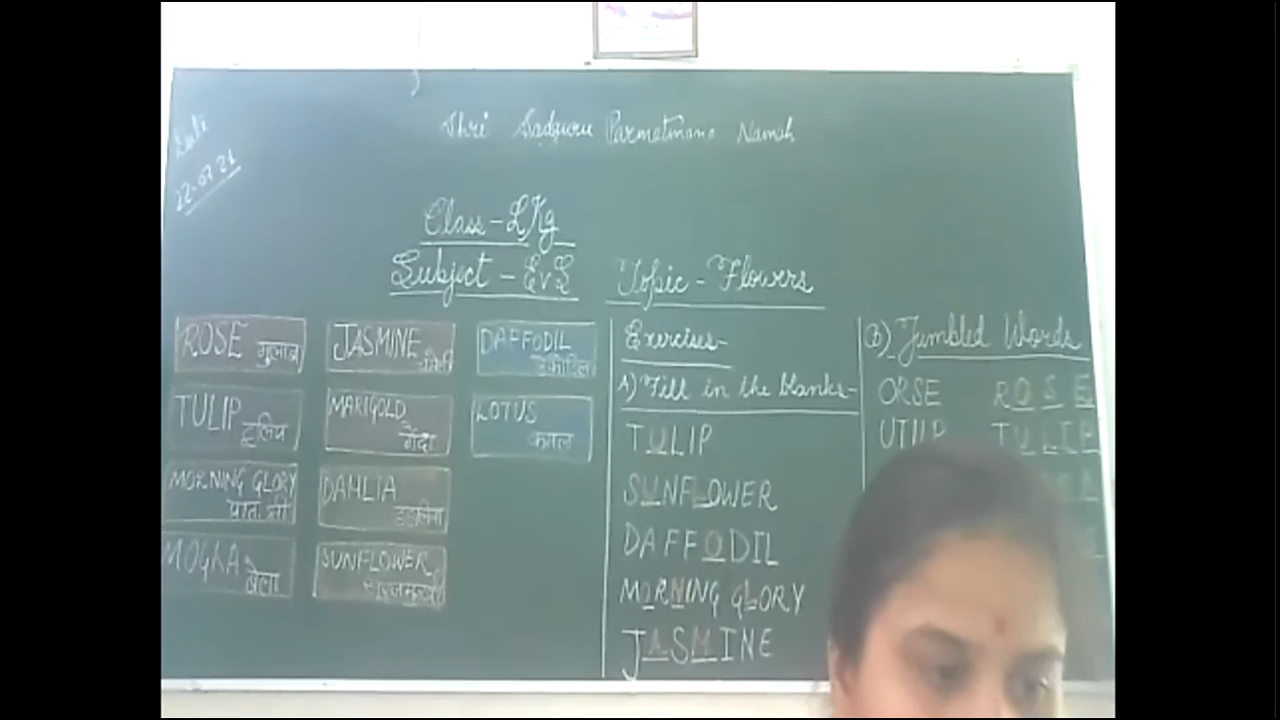 Shri Sadguru Parmatmane Namah
22-07-21
Class - LKg
Subject - EVS
Topic - Flowers
ROSE गुलाब
TULIP टूलिप
MORNING GLORY
MOGRA बेला
JASMINE चमेली
MARIGOLD गेंदा
DAHLIA डहलिया
SUNFLOWER
DAFFODIL
LOTUS कमल
Exercises-
A) Fill in the blanks-
TULIP
SUNFLOWER
DAFFODIL
MORNING GLORY
JASMINE
B) Jumbled Words
ORSE ROSE
UTILP TULIP